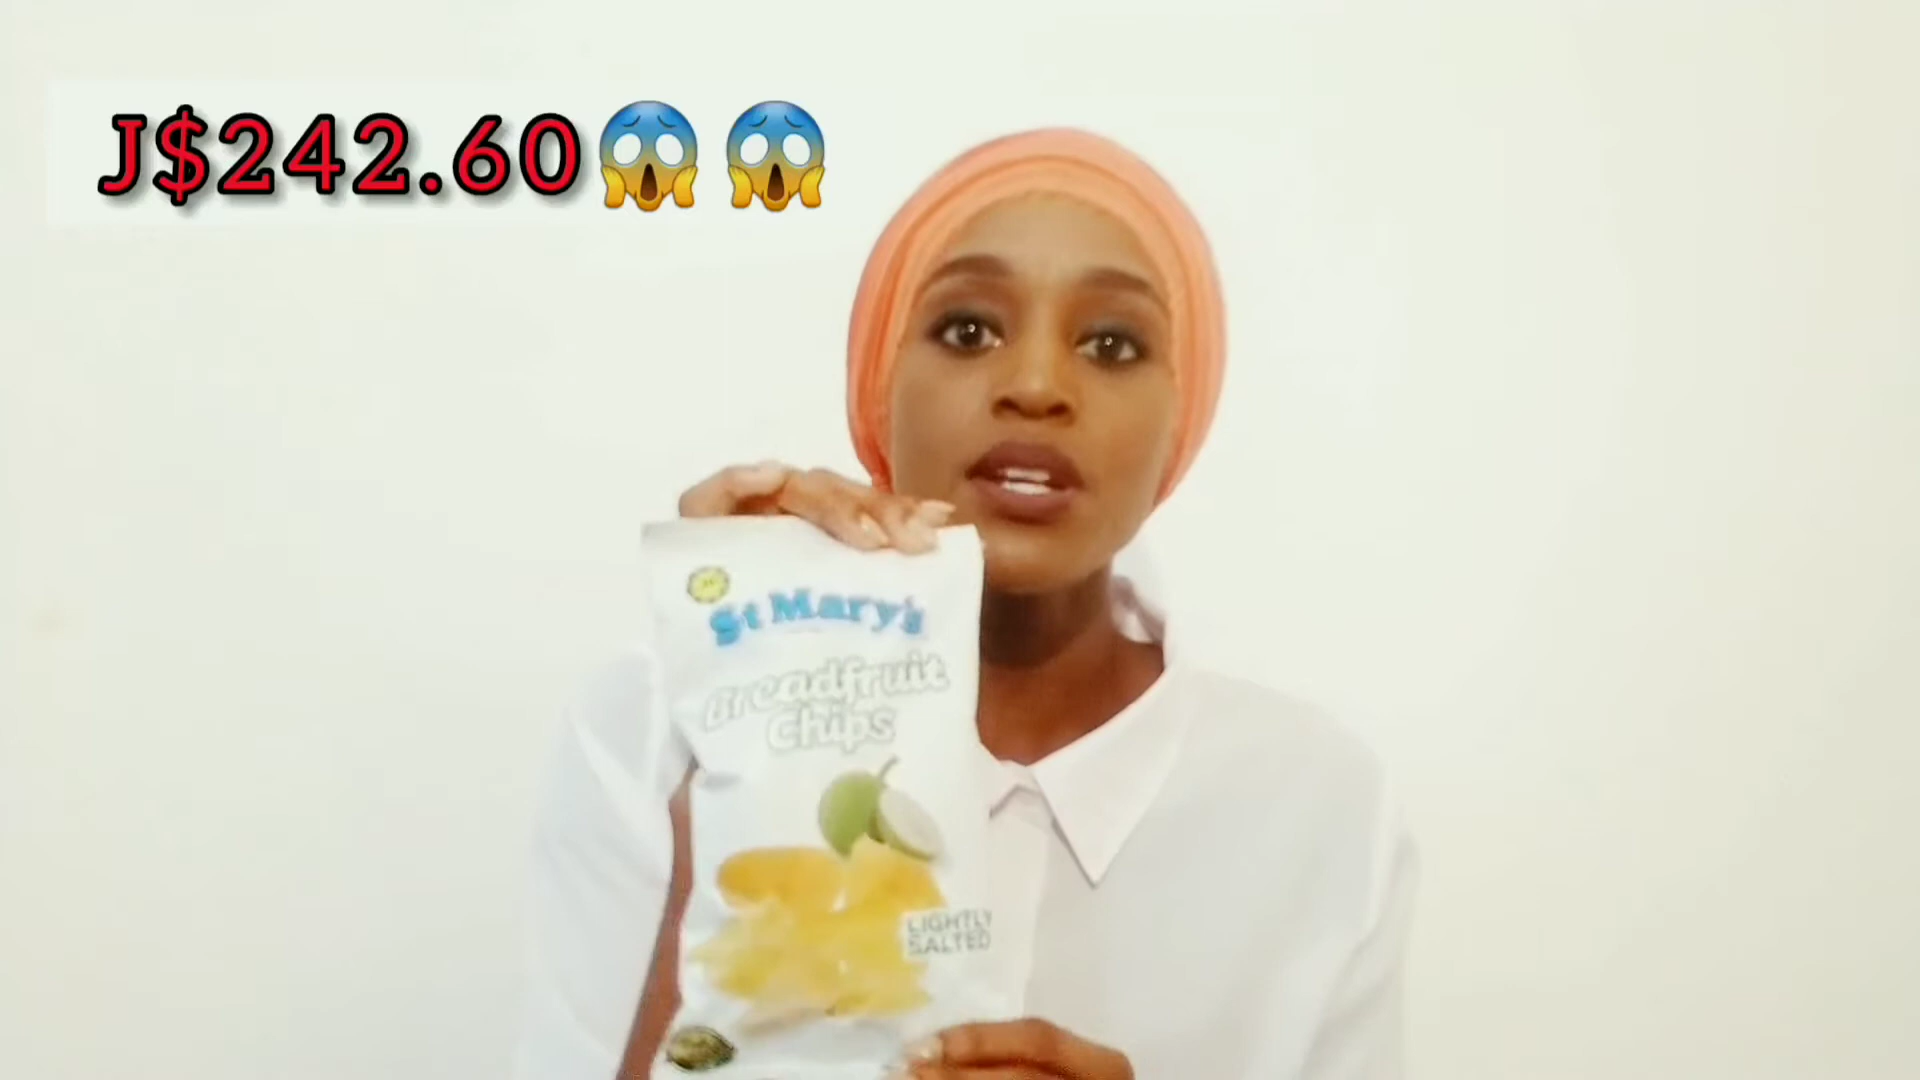 J$242.60😱😱
St Mary's
Breadfruit
Chips
LIGHTLY
SALTED